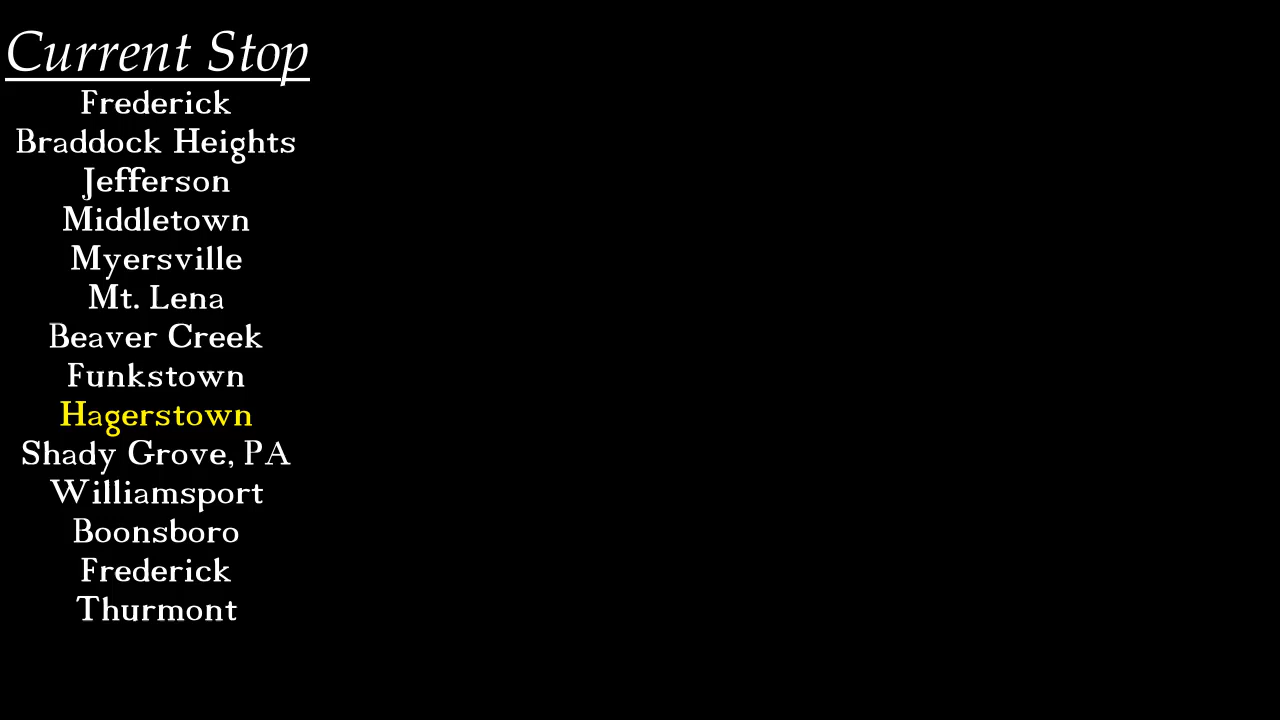 Current Stop
Frederick
Braddock Heights
Jefferson
Middletown
Myersville
Mt. Lena
Beaver Creek
Funkstown
Hagerstown
Shady Grove, PA
Williamsport
Boonsboro
Frederick
Thurmont